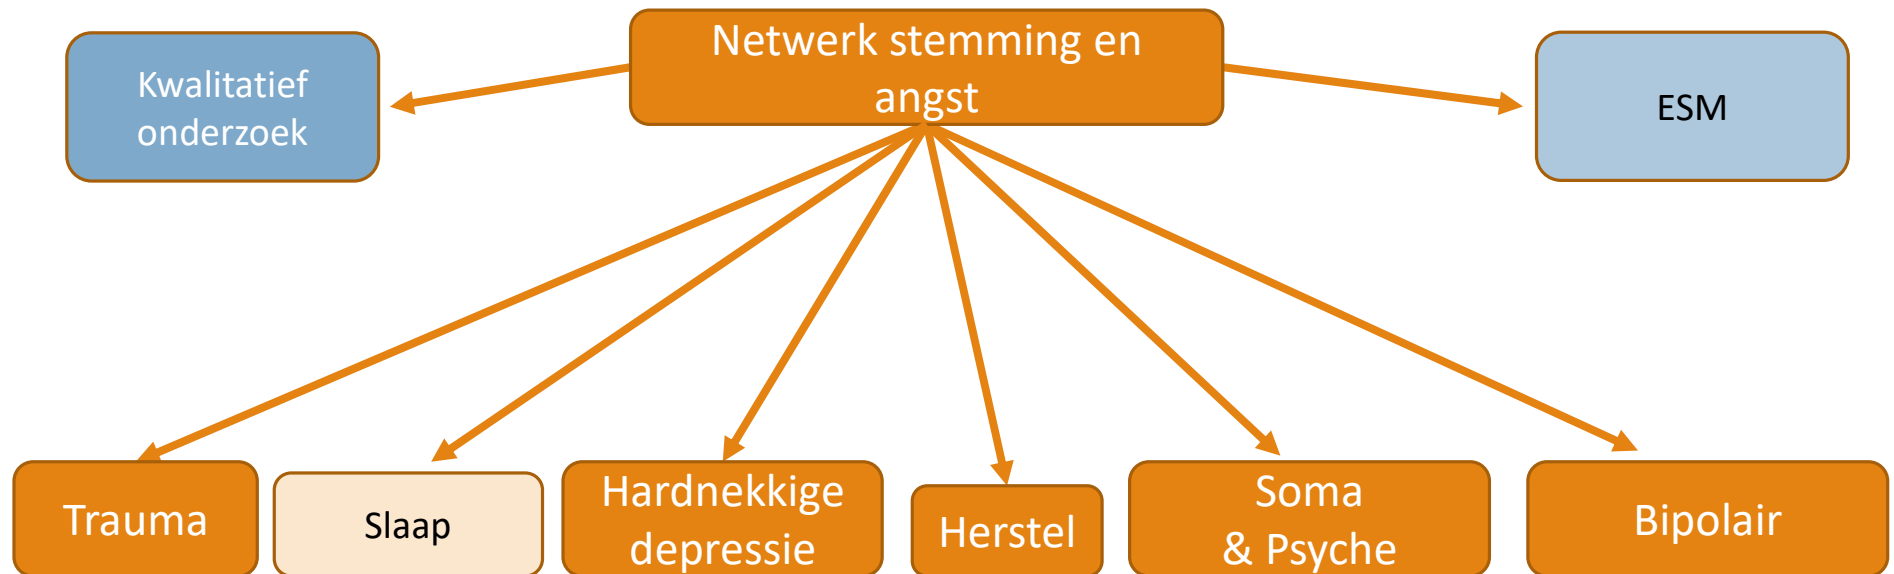 Netwerk stemming en
angst
Kwalitatief
onderzoek
ESM
Trauma
Slaap
Hardnekkige
depressie
Herstel
Soma
& Psyche
Bipolair